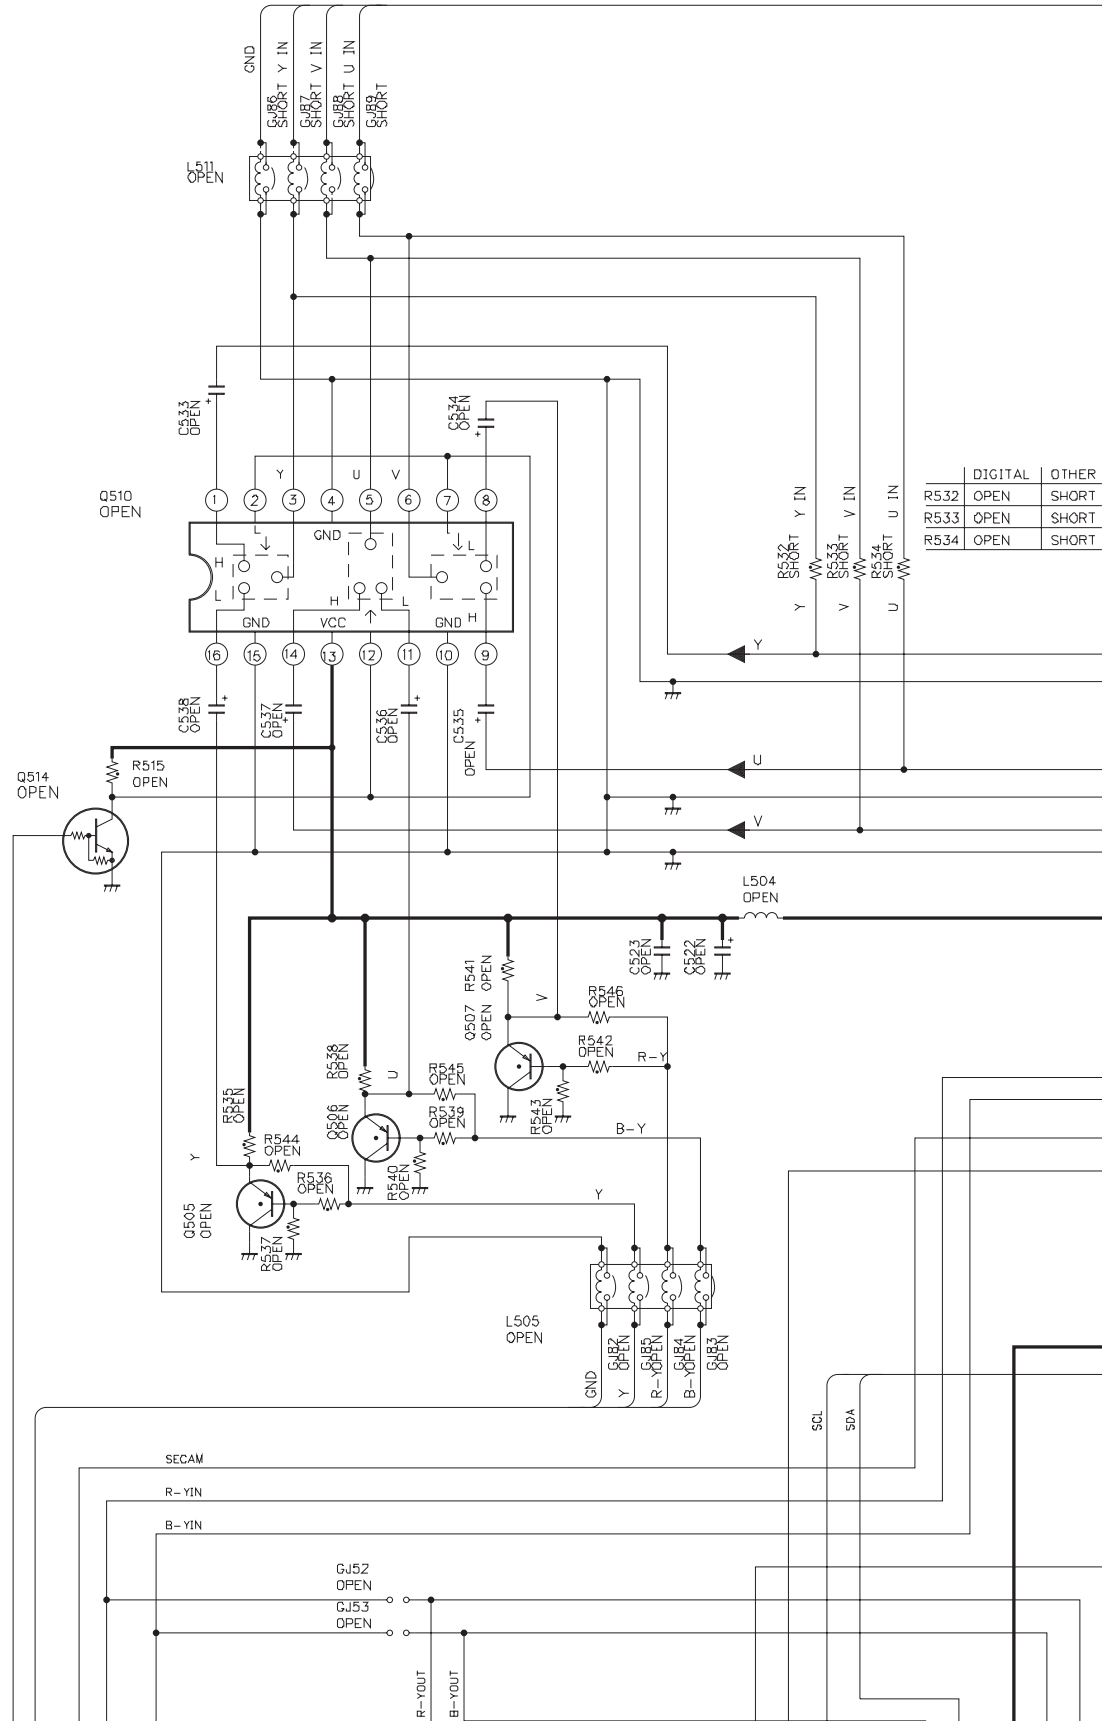 GND
Y IN
V IN
U IN
GJ86
SHORT
GJ87
SHORT
GJ88
SHORT
GJ89
SHORT
L511
OPEN
C533
OPEN
C534
OPEN
Q510
OPEN
Y
U
V
1
2
3
4
5
6
7
8
L
GND
L
H
L
H
L
H
GND
VCC
GND
16
15
14
13
12
11
10
9
DIGITAL
OTHER
R532
OPEN
SHORT
R533
OPEN
SHORT
R534
OPEN
SHORT
Y IN
V IN
U IN
R532
SHORT
R533
SHORT
R534
SHORT
Y
V
U
Y
C538
OPEN
C537
OPEN
C536
OPEN
C535
OPEN
U
V
R515
OPEN
Q514
OPEN
L504
OPEN
C523
OPEN
C522
OPEN
R541
OPEN
V
R546
OPEN
Q507
OPEN
R542
OPEN
R-Y
R538
OPEN
U
R545
OPEN
R539
OPEN
R543
OPEN
R535
OPEN
Q506
OPEN
B-Y
R544
OPEN
R540
OPEN
Y
R536
OPEN
Y
Q505
OPEN
R537
OPEN
L505
OPEN
GJ82
OPEN
GJ85
OPEN
GJ84
OPEN
GJ83
OPEN
GND
Y
R-Y
B-Y
SCL
SDA
SECAM
R-YIN
B-YIN
GJ52
OPEN
GJ53
OPEN
R-YOUT
B-YOUT